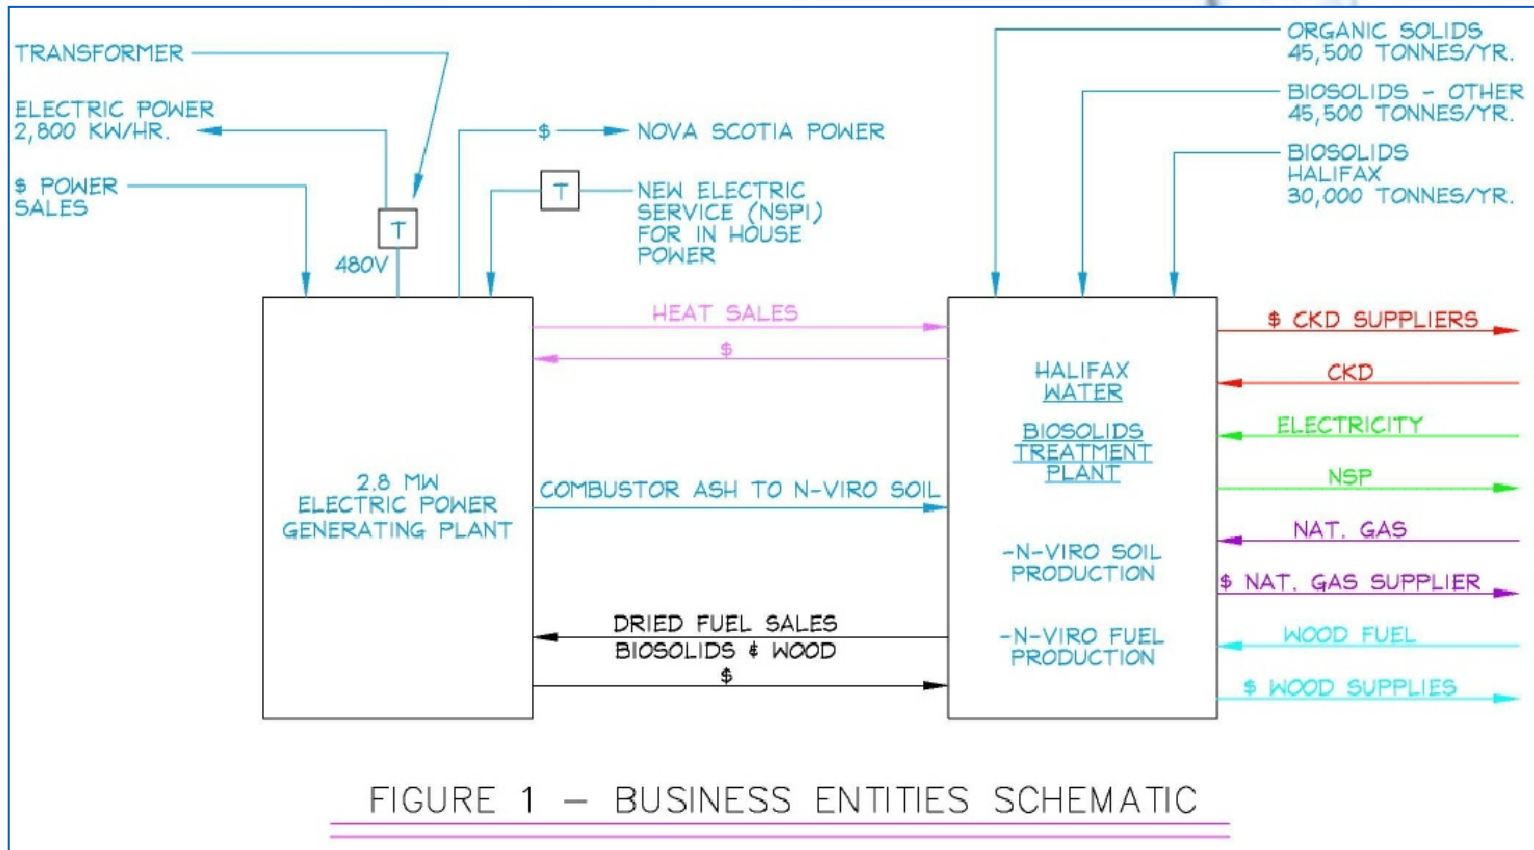 TRANSFORMER
ELECTRIC POWER
2,800 KW/HR.
$ POWER
SALES
T
480V
$
NOVA SCOTIA POWER
T
NEW ELECTRIC
SERVICE (NSPI)
FOR IN HOUSE
POWER
ORGANIC SOLIDS
45,500 TONNES/YR.
BIOSOLIDS - OTHER
45,500 TONNES/YR.
BIOSOLIDS
HALIFAX
30,000 TONNES/YR.
2.8 MW
ELECTRIC POWER
GENERATING PLANT
HEAT SALES
$
COMBUSTOR ASH TO N-VIRO SOIL
DRIED FUEL SALES
BIOSOLIDS & WOOD
$
HALIFAX
WATER
BIOSOLIDS
TREATMENT
PLANT
-N-VIRO SOIL
PRODUCTION
-N-VIRO FUEL
PRODUCTION
$ CKD SUPPLIERS
CKD
ELECTRICITY
NSP
NAT. GAS
$ NAT. GAS SUPPLIER
WOOD FUEL
$ WOOD SUPPLIES
FIGURE 1 - BUSINESS ENTITIES SCHEMATIC